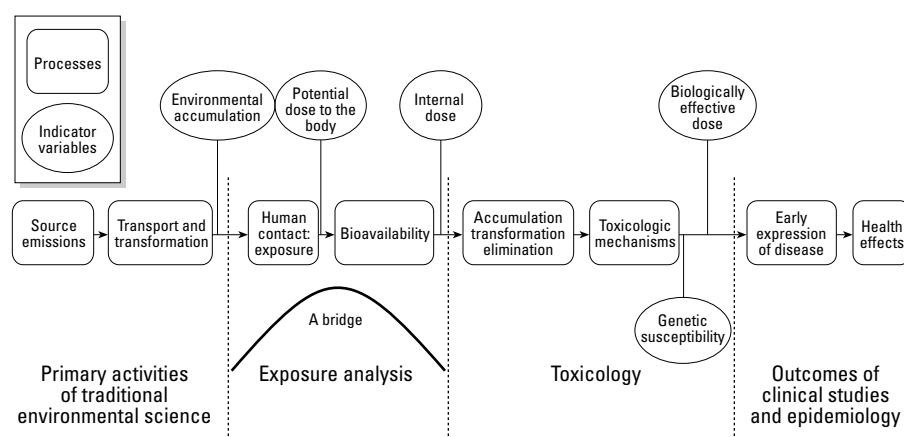 Processes
Indicator
variables
Environmental
accumulation
Potential
dose to the
body
Internal
dose
Biologically
effective
dose
Source
emissions
Transport and
transformation
Human
contact:
exposure
Bioavailability
Accumulation
transformation
elimination
Toxicologic
mechanisms
Early
expression
of disease
Health
effects
A bridge
Genetic
susceptibility
Primary activities
of traditional
environmental science
Exposure analysis
Toxicology
Outcomes of
clinical studies
and epidemiology